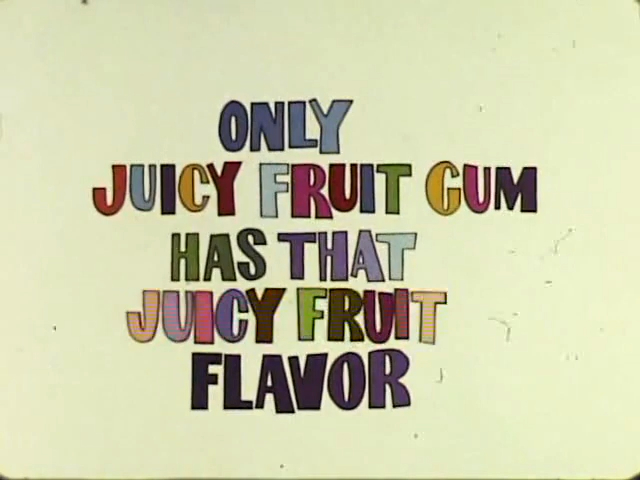 ONLY
JUICY FRUIT GUM
HAS THAT
JUICY FRUIT
FLAVOR